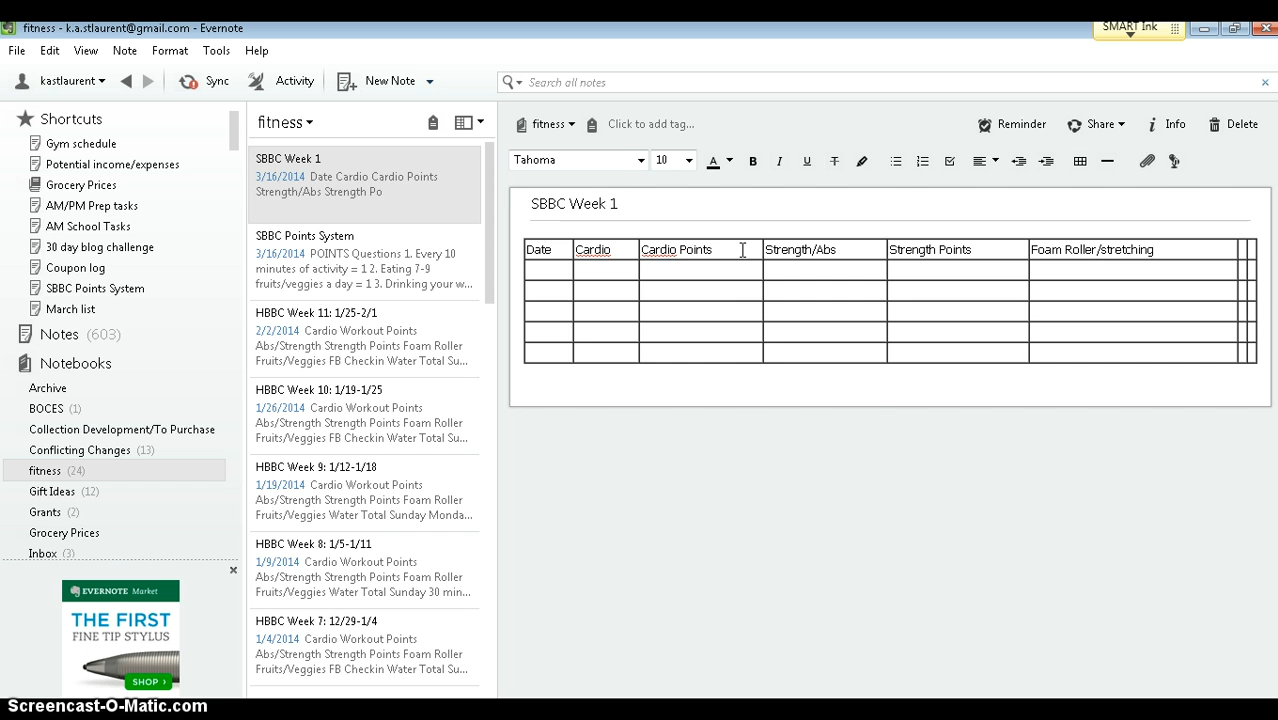 fitness - k.a.stlaurent@gmail.com - Evernote
SMART Ink
File Edit View Note Format Tools Help
kastlaurent Sync Activity New Note Search all notes
Shortcuts
Gym schedule
Potential income/expenses
Grocery Prices
AM/PM Prep tasks
AM School Tasks
30 day blog challenge
Coupon log
SBBC Points System
March list
Notes (603)
Notebooks
Archive
BOCES (1)
Collection Development/To Purchase
Conflicting Changes (13)
fitness (24)
Gift Ideas (12)
Grants (2)
Grocery Prices
Inbox (3)
EVERNOTE Market
THE FIRST
FINE TIP STYLUS
SHOP ›
fitness
SBBC Week 1
3/16/2014 Date Cardio Cardio Points
Strength/Abs Strength Po
SBBC Points System
3/16/2014 POINTS Questions 1. Every 10
minutes of activity = 1 2. Eating 7-9
fruits/veggies a day = 1 3. Drinking your w...
HBBC Week 11: 1/25-2/1
2/2/2014 Cardio Workout Points
Abs/Strength Strength Points Foam Roller
Fruits/Veggies FB Checkin Water Total Su...
HBBC Week 10: 1/19-1/25
1/26/2014 Cardio Workout Points
Abs/Strength Strength Points Foam Roller
Fruits/Veggies FB Checkin Water Total Su...
HBBC Week 9: 1/12-1/18
1/19/2014 Cardio Workout Points
Abs/Strength Strength Points Foam Roller
Fruits/Veggies Water Total Sunday Monda...
HBBC Week 8: 1/5-1/11
1/9/2014 Cardio Workout Points
Abs/Strength Strength Points Foam Roller
Fruits/Veggies Water Total Sunday 30 min...
HBBC Week 7: 12/29-1/4
1/4/2014 Cardio Workout Points
Abs/Strength Strength Points Foam Roller
Fruits/Veggies FB Checkin Water Total Su...
fitness Click to add tag... Reminder Share Info Delete
Tahoma 10 A B I U T
SBBC Week 1
Date Cardio Cardio Points Strength/Abs Strength Points Foam Roller/stretching
Screencast-O-Matic.com